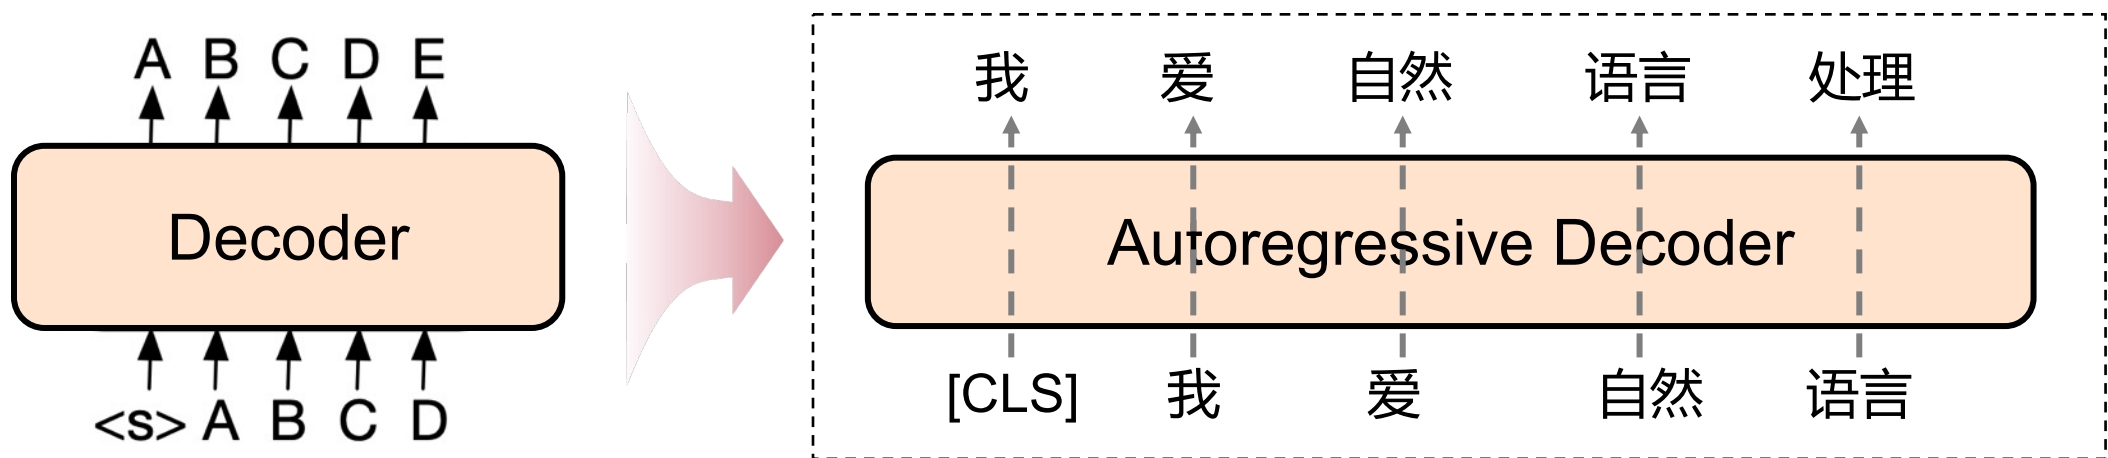 A B C D E
Decoder
<s> A B C D
我 爱 自然 语言 处理
Autoregressive Decoder
[CLS] 我 爱 自然 语言